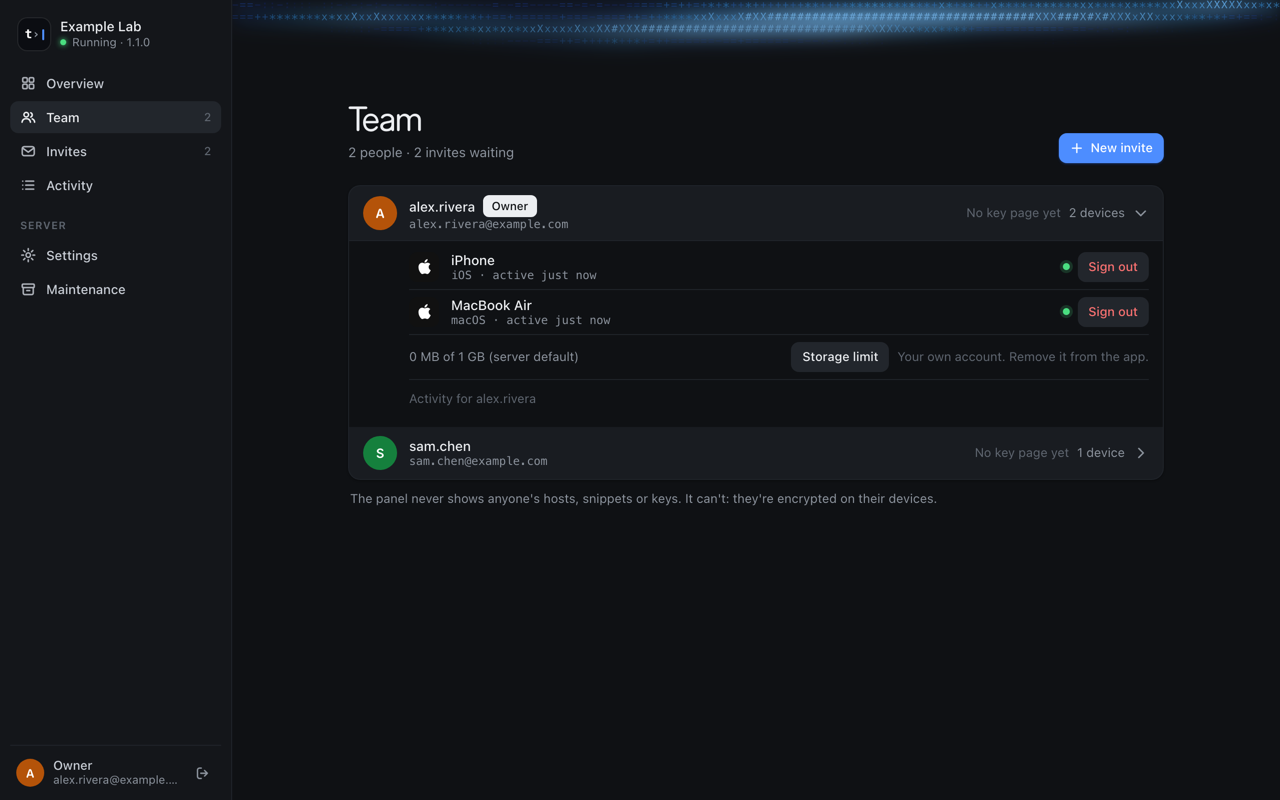 t›|
Example Lab
Running · 1.1.0
Overview
Team 2
Invites 2
Activity
SERVER
Settings
Maintenance
Team
2 people · 2 invites waiting
New invite
A
alex.rivera Owner
alex.rivera@example.com
No key page yet 2 devices
iPhone
iOS · active just now
Sign out
MacBook Air
macOS · active just now
Sign out
0 MB of 1 GB (server default)
Storage limit
Your own account. Remove it from the app.
Activity for alex.rivera
S
sam.chen
sam.chen@example.com
No key page yet 1 device
The panel never shows anyone's hosts, snippets or keys. It can't: they're encrypted on their devices.
A
Owner
alex.rivera@example....